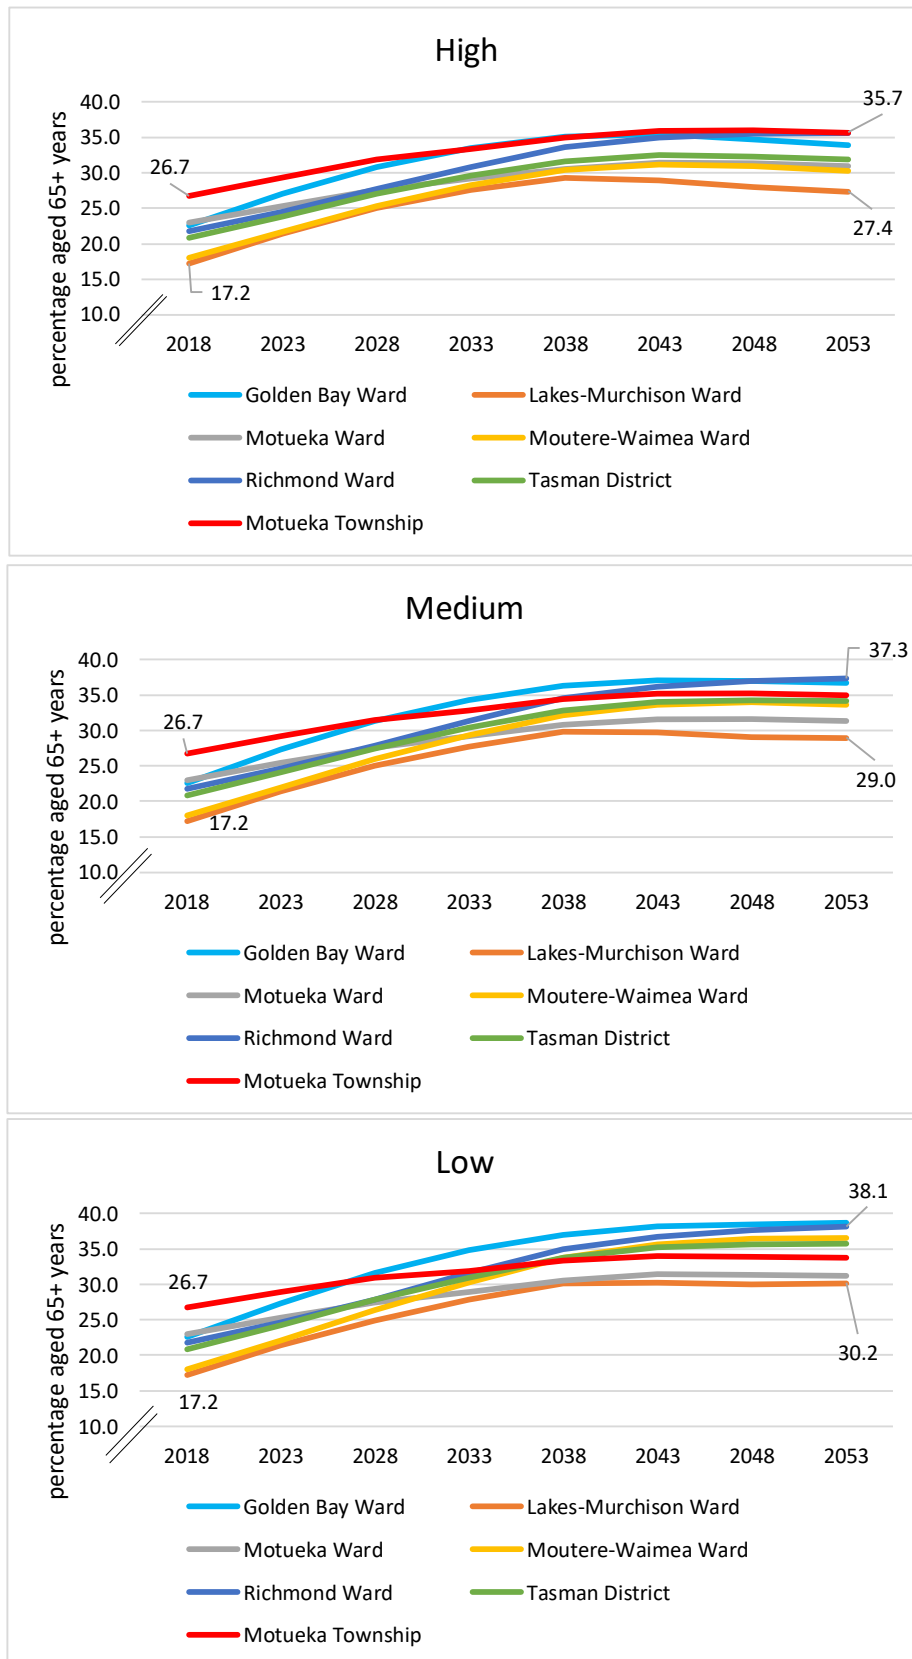 High
percentage aged 65+ years
40.0
35.0
30.0
25.0
20.0
15.0
10.0
26.7
17.2
35.7
27.4
2018 2023 2028 2033 2038 2043 2048 2053
Golden Bay Ward Lakes-Murchison Ward
Motueka Ward Moutere-Waimea Ward
Richmond Ward Tasman District
Motueka Township
Medium
percentage aged 65+ years
40.0
35.0
30.0
25.0
20.0
15.0
10.0
26.7
17.2
37.3
29.0
2018 2023 2028 2033 2038 2043 2048 2053
Golden Bay Ward Lakes-Murchison Ward
Motueka Ward Moutere-Waimea Ward
Richmond Ward Tasman District
Motueka Township
Low
percentage aged 65+ years
40.0
35.0
30.0
25.0
20.0
15.0
10.0
26.7
17.2
38.1
30.2
2018 2023 2028 2033 2038 2043 2048 2053
Golden Bay Ward Lakes-Murchison Ward
Motueka Ward Moutere-Waimea Ward
Richmond Ward Tasman District
Motueka Township